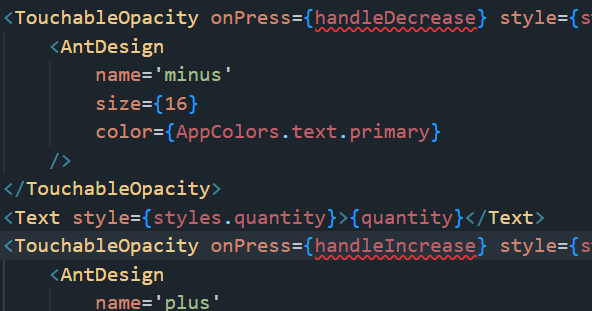 <TouchableOpacity onPress={handleDecrease} style={s
<AntDesign
name='minus'
size={16}
color={AppColors.text.primary}
/>
</TouchableOpacity>
<Text style={styles.quantity}>{quantity}</Text>
<TouchableOpacity onPress={handleIncrease} style={s
<AntDesign
name='plus'